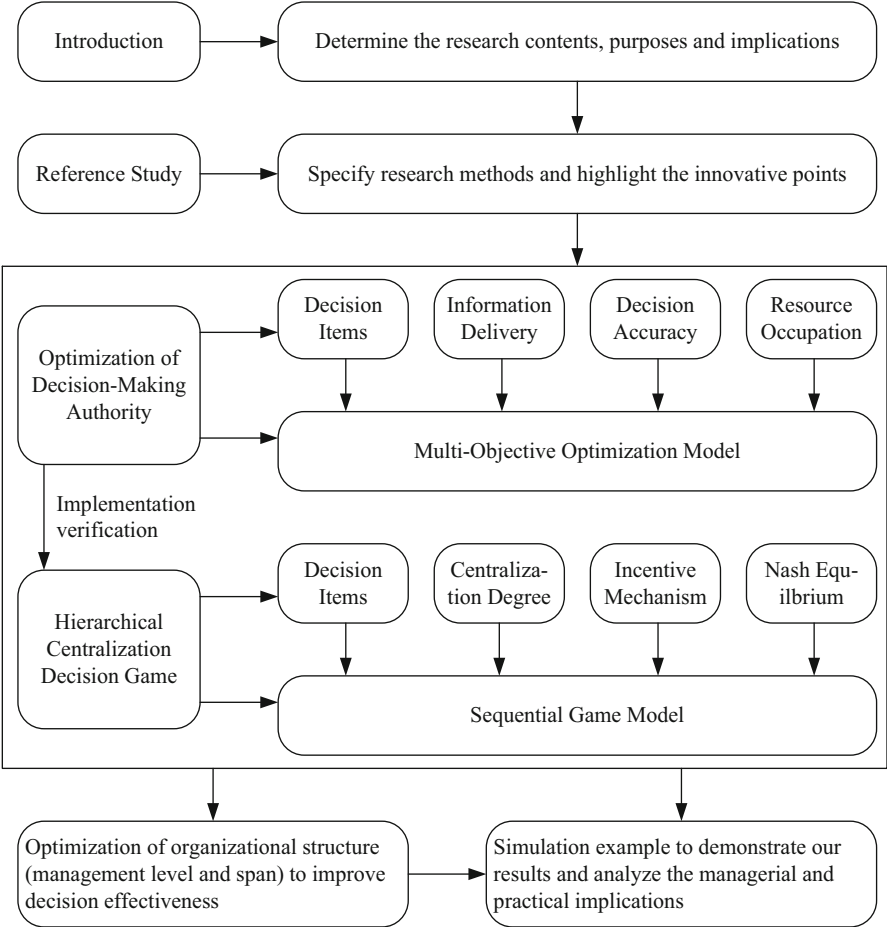 Introduction
Determine the research contents, purposes and implications
Reference Study
Specify research methods and highlight the innovative points
Optimization of
Decision-Making
Authority
Decision
Items
Information
Delivery
Decision
Accuracy
Resource
Occupation
Multi-Objective Optimization Model
Implementation
verification
Hierarchical
Centralization
Decision Game
Decision
Items
Centraliza-
tion Degree
Incentive
Mechanism
Nash Equ-
ilbrium
Sequential Game Model
Optimization of organizational structure
(management level and span) to improve
decision effectiveness
Simulation example to demonstrate our
results and analyze the managerial and
practical implications